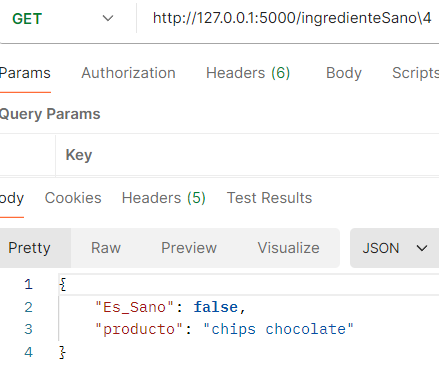 GET http://127.0.0.1:5000/ingredienteSano\4
Params Authorization Headers (6) Body Scripts
Query Params
Key
ody Cookies Headers (5) Test Results
Pretty Raw Preview Visualize JSON
1 {
2 "Es_Sano": false,
3 "producto": "chips chocolate"
4 }